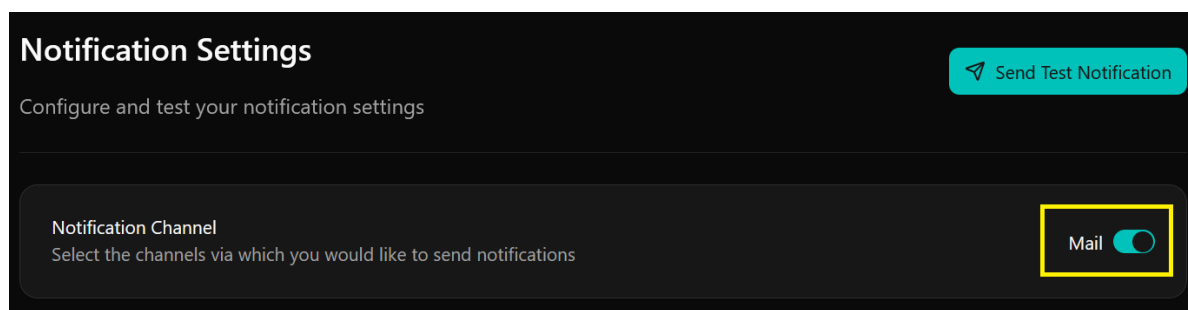 Notification Settings
Send Test Notification
Configure and test your notification settings
Notification Channel
Select the channels via which you would like to send notifications
Mail